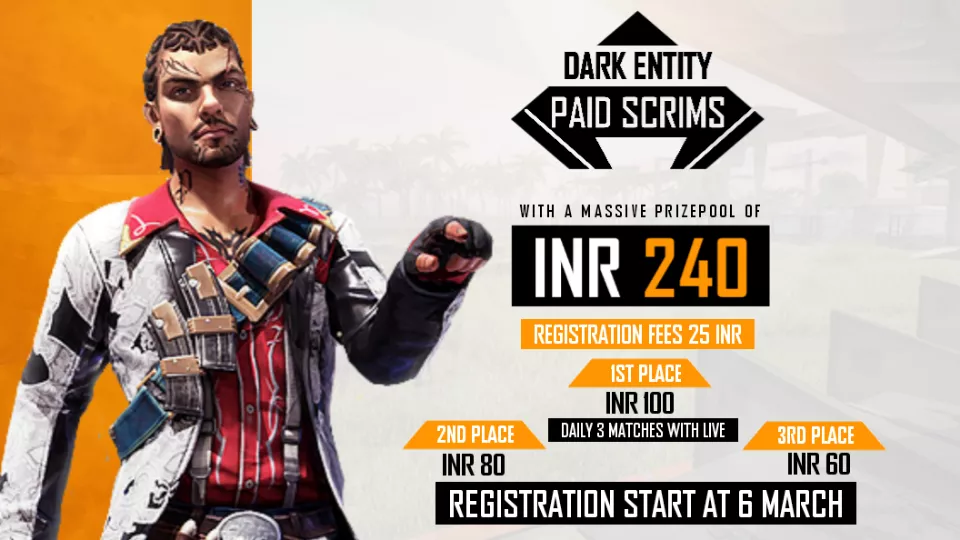 DARK ENTITY
PAID SCRIMS
WITH A MASSIVE PRIZEPOOL OF
INR 240
REGISTRATION FEES 25 INR
1ST PLACE
INR 100
DAILY 3 MATCHES WITH LIVE
2ND PLACE
INR 80
3RD PLACE
INR 60
REGISTRATION START AT 6 MARCH